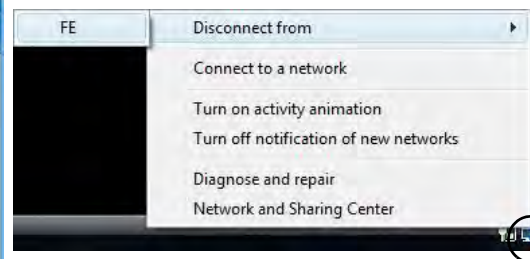 FE
Disconnect from
Connect to a network
Turn on activity animation
Turn off notification of new networks
Diagnose and repair
Network and Sharing Center